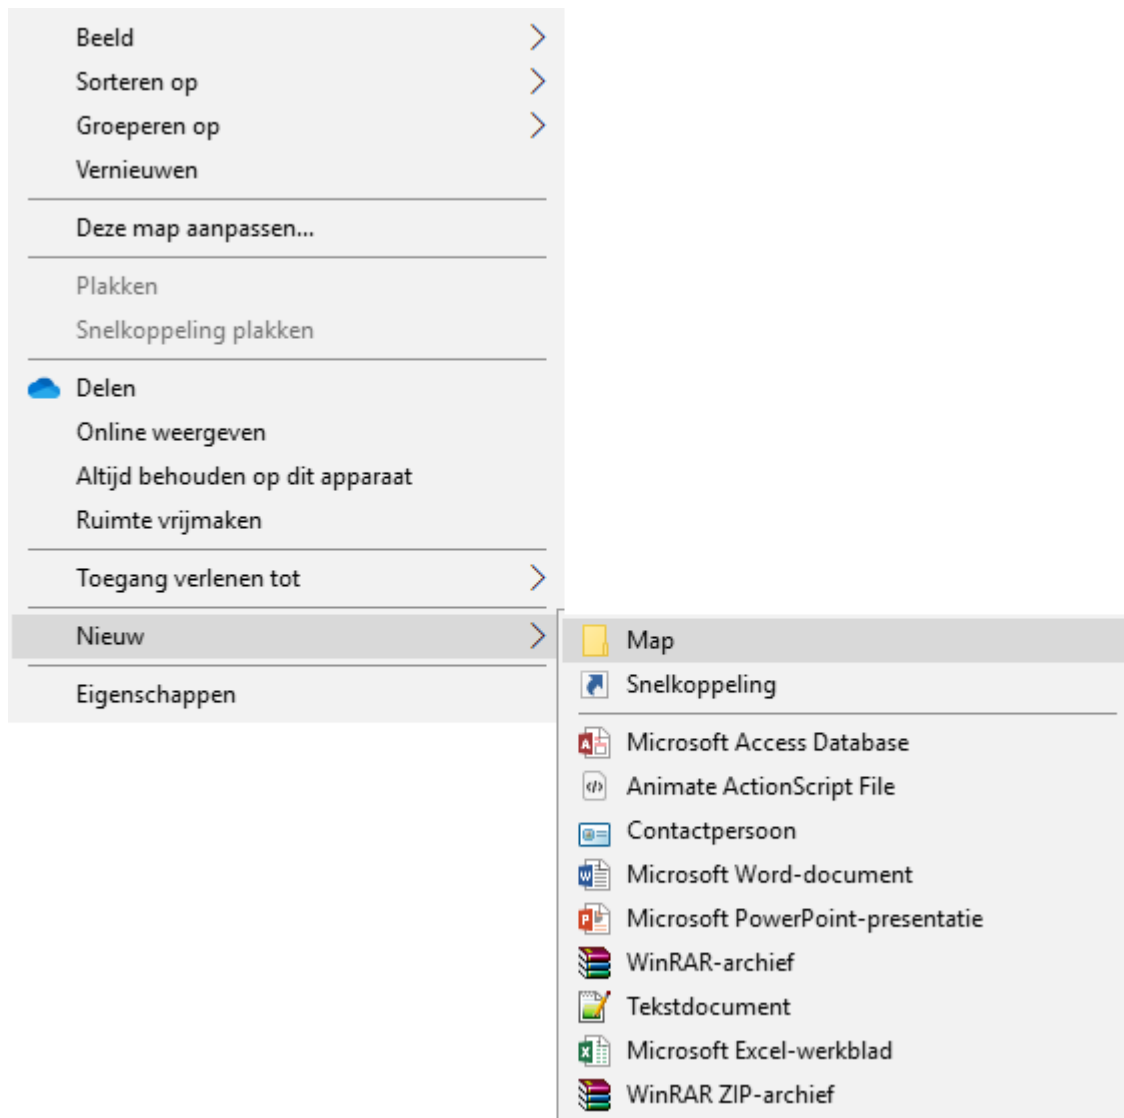 Beeld
Sorteren op
Groeperen op
Vernieuwen
Deze map aanpassen...
Plakken
Snelkoppeling plakken
Delen
Online weergeven
Altijd behouden op dit apparaat
Ruimte vrijmaken
Toegang verlenen tot
Nieuw
Eigenschappen
Map
Snelkoppeling
Microsoft Access Database
Animate ActionScript File
Contactpersoon
Microsoft Word-document
Microsoft PowerPoint-presentatie
WinRAR-archief
Tekstdocument
Microsoft Excel-werkblad
WinRAR ZIP-archief